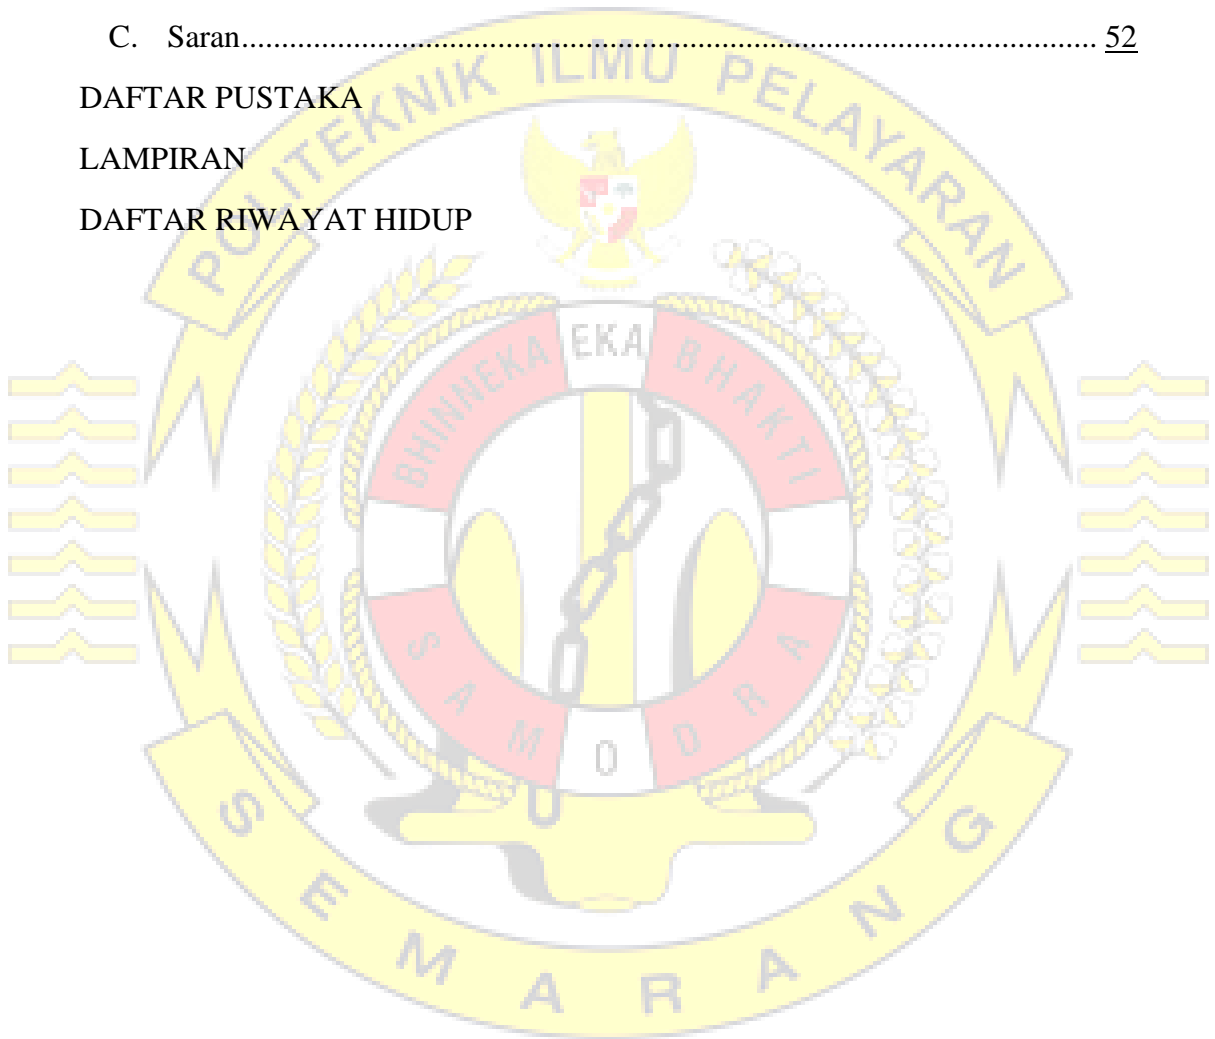 C. Saran.......................................................................................................... 52
DAFTAR PUSTAKA
LAMPIRAN
DAFTAR RIWAYAT HIDUP
POLITEKNIK ILMU PELAYARAN
BHINNEKA EKA BHAKTI
SAMODRA
SEMARANG